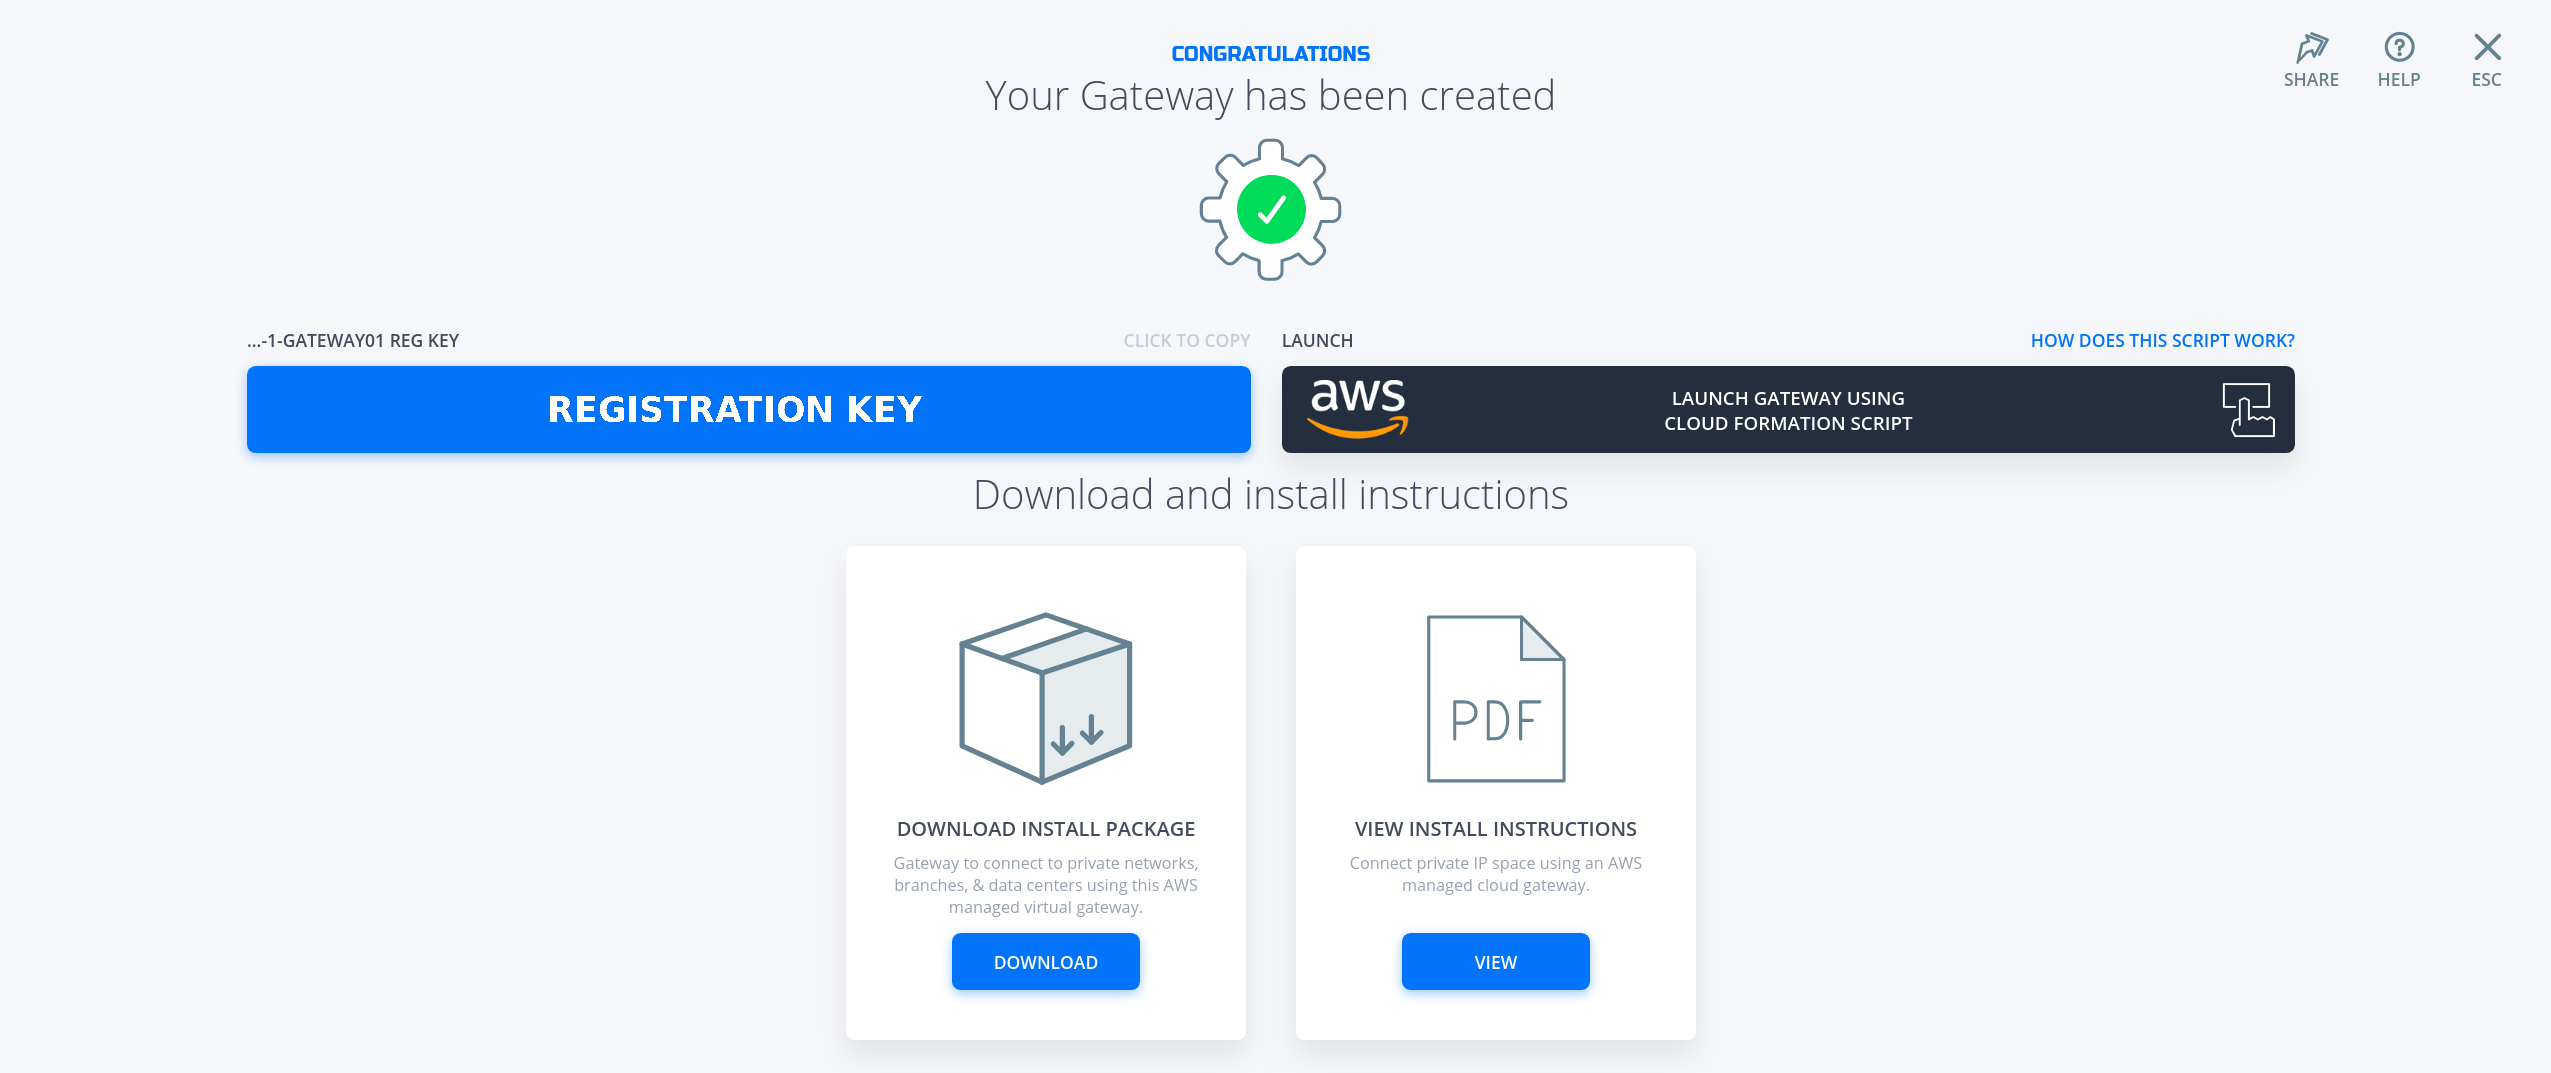 CONGRATULATIONS
Your Gateway has been created
SHARE
HELP
ESC
...-1-GATEWAY01 REG KEY
CLICK TO COPY
REGISTRATION KEY
LAUNCH
HOW DOES THIS SCRIPT WORK?
aws
LAUNCH GATEWAY USING
CLOUD FORMATION SCRIPT
Download and install instructions
DOWNLOAD INSTALL PACKAGE
Gateway to connect to private networks,
branches, & data centers using this AWS
managed virtual gateway.
DOWNLOAD
PDF
VIEW INSTALL INSTRUCTIONS
Connect private IP space using an AWS
managed cloud gateway.
VIEW